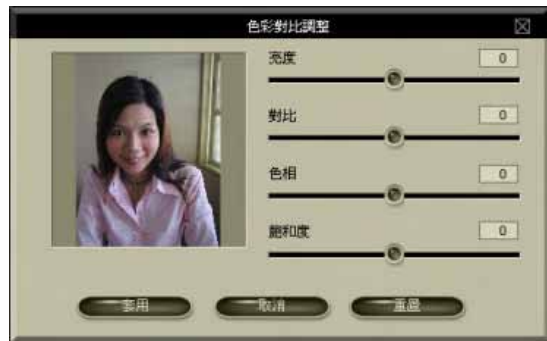 色彩對比調整
亮度 0
對比 0
色相 0
飽和度 0
套用 取消 重置